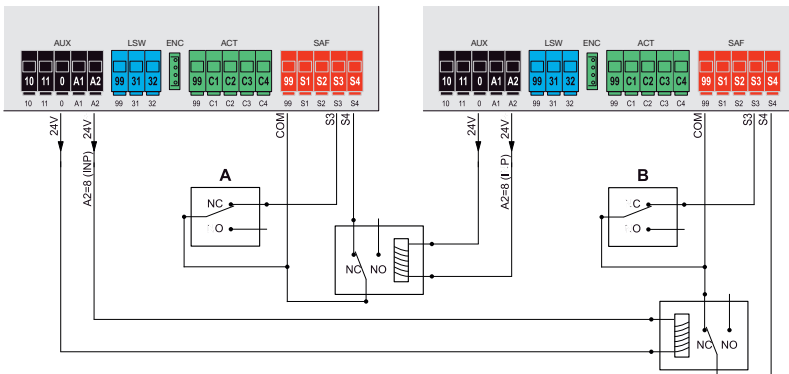 AUX LSW ENC ACT SAF
10 11 0 A1 A2 99 31 32 99 C1 C2 C3 C4 99 S1 S2 S3 S4
10 11 0 A1 A2 99 31 32 99 C1 C2 C3 C4 99 S1 S2 S3 S4
24V
24V
A2=8 (INP)
COM
S3
S4
A
NC
NC NO
AUX LSW ENC ACT SAF
10 11 0 A1 A2 99 31 32 99 C1 C2 C3 C4 99 S1 S2 S3 S4
10 11 0 A1 A2 99 31 32 99 C1 C2 C3 C4 99 S1 S2 S3 S4
24V
24V
A2=8
COM
S3
S4
B
NC NO